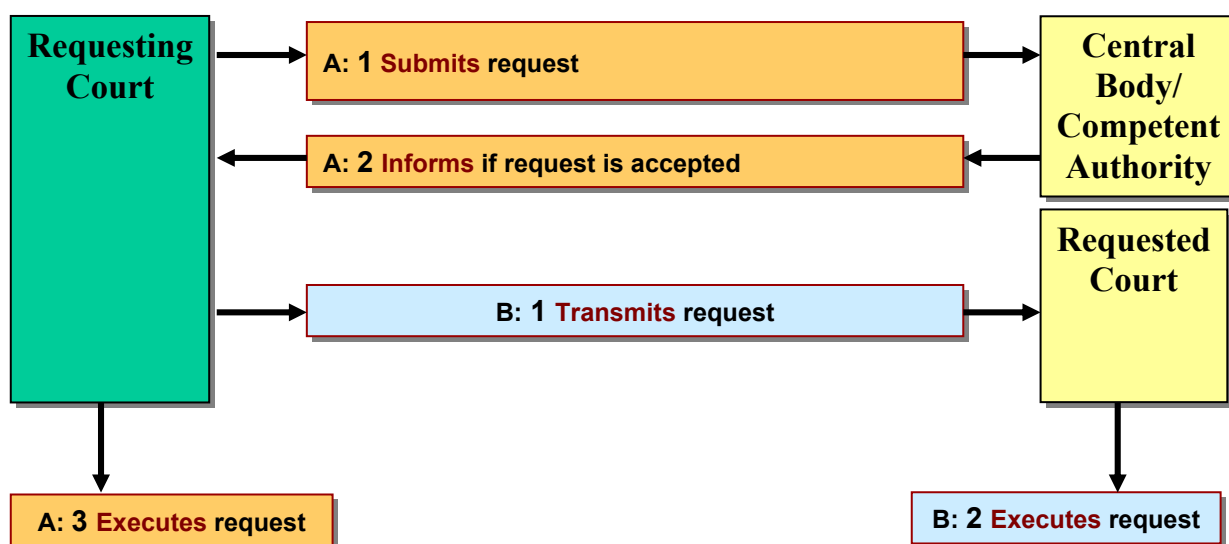 Requesting
Court
A: 1 Submits request
Central
Body/
Competent
Authority
A: 2 Informs if request is accepted
Requested
Court
B: 1 Transmits request
A: 3 Executes request
B: 2 Executes request